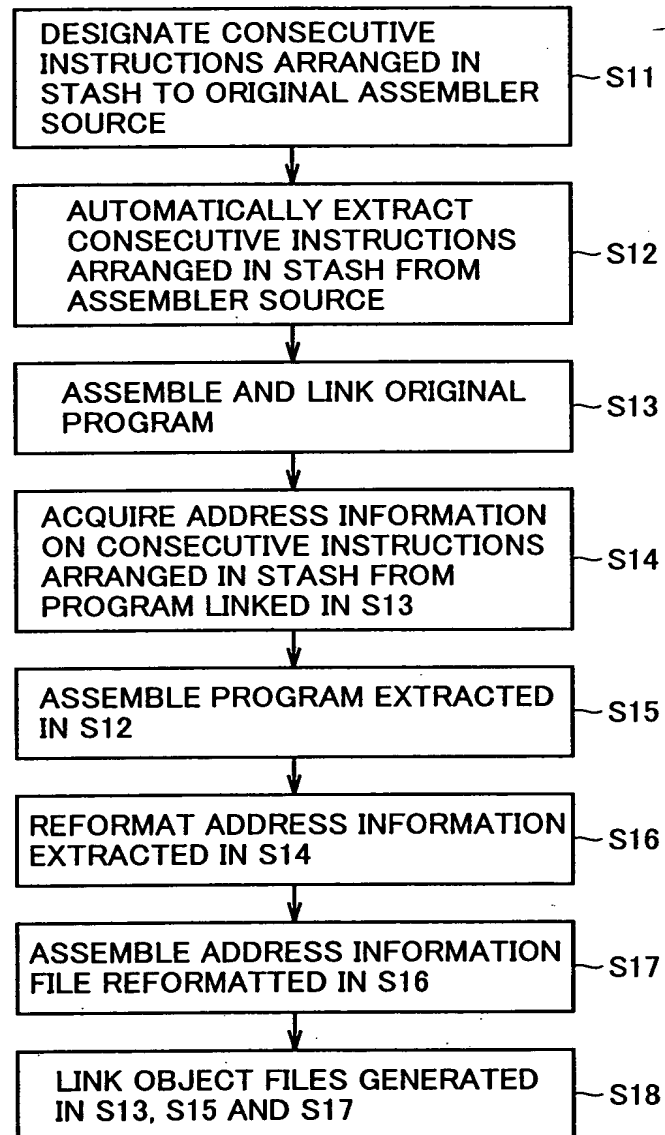 DESIGNATE CONSECUTIVE
INSTRUCTIONS ARRANGED IN
STASH TO ORIGINAL ASSEMBLER
SOURCE
S11
AUTOMATICALLY EXTRACT
CONSECUTIVE INSTRUCTIONS
ARRANGED IN STASH FROM
ASSEMBLER SOURCE
S12
ASSEMBLE AND LINK ORIGINAL
PROGRAM
S13
ACQUIRE ADDRESS INFORMATION
ON CONSECUTIVE INSTRUCTIONS
ARRANGED IN STASH FROM
PROGRAM LINKED IN S13
S14
ASSEMBLE PROGRAM EXTRACTED
IN S12
S15
REFORMAT ADDRESS INFORMATION
EXTRACTED IN S14
S16
ASSEMBLE ADDRESS INFORMATION
FILE REFORMATTED IN S16
S17
LINK OBJECT FILES GENERATED
IN S13, S15 AND S17
S18